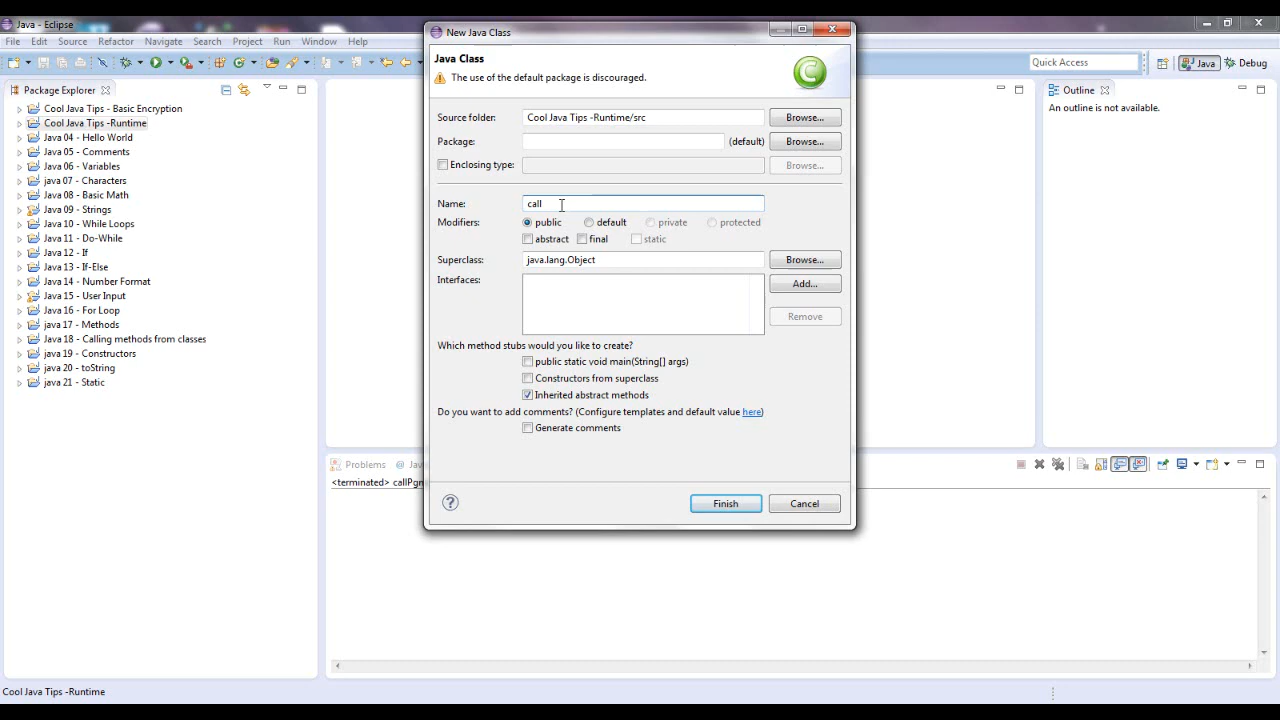 Java - Eclipse
New Java Class
File Edit Source Refactor Navigate Search Project Run Window Help
Quick Access
Java
Debug
Package Explorer
Cool Java Tips - Basic Encryption
Cool Java Tips -Runtime
Java 04 - Hello World
Java 05 - Comments
Java 06 - Variables
java 07 - Characters
Java 08 - Basic Math
Java 09 - Strings
Java 10 - While Loops
Java 11 - Do-While
Java 12 - If
Java 13 - If-Else
Java 14 - Number Format
Java 15 - User Input
Java 16 - For Loop
java 17 - Methods
Java 18 - Calling methods from classes
java 19 - Constructors
java 20 - toString
java 21 - Static
Java Class
The use of the default package is discouraged.
Source folder: Cool Java Tips -Runtime/src Browse...
Package: (default) Browse...
Enclosing type: Browse...
Name: call
Modifiers: public default private protected
abstract final static
Superclass: java.lang.Object Browse...
Interfaces: Add...
Remove
Which method stubs would you like to create?
public static void main(String[] args)
Constructors from superclass
Inherited abstract methods
Do you want to add comments? (Configure templates and default value here)
Generate comments
Finish Cancel
Outline
An outline is not available.
Problems @ Jav
<terminated> callPgm
Cool Java Tips -Runtime